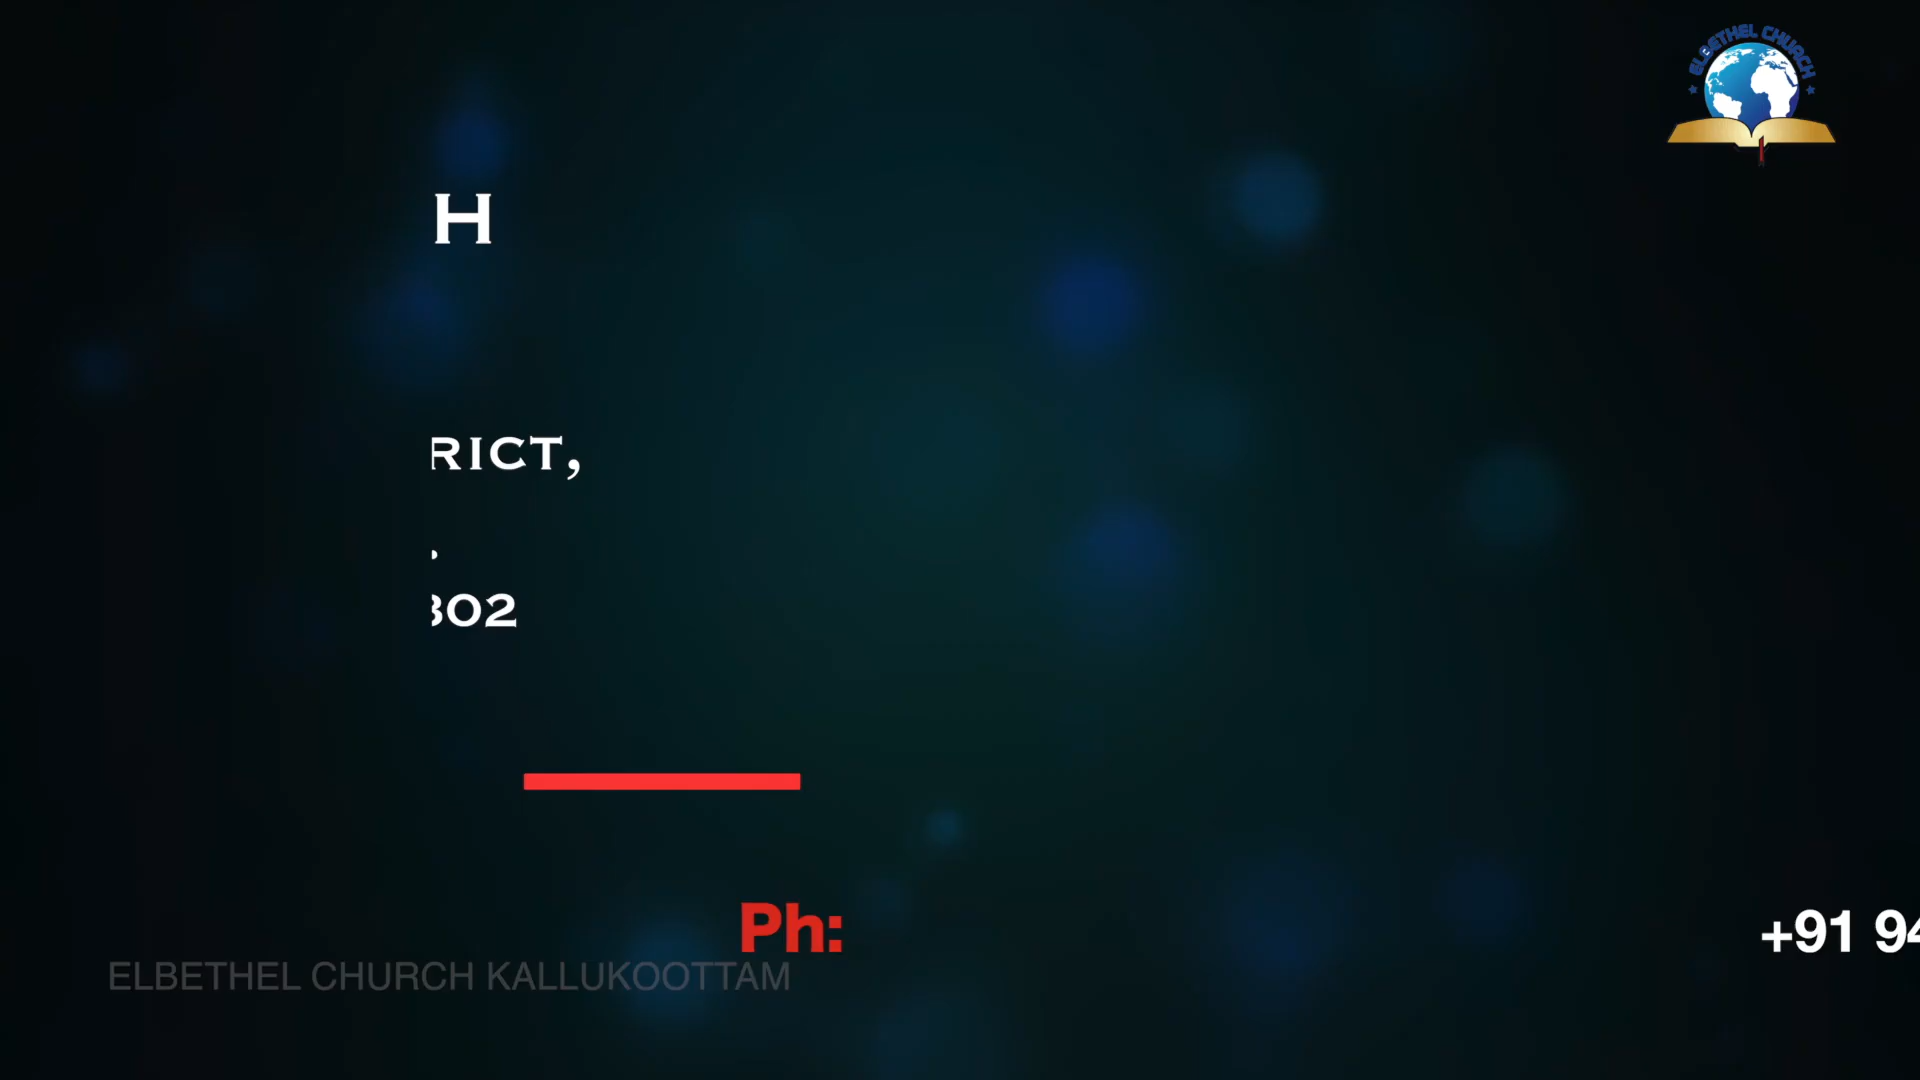 ELBETHEL CHURCH
H
RICT,
.
302
Ph:
+91 94
ELBETHEL CHURCH KALLUKOOTTAM